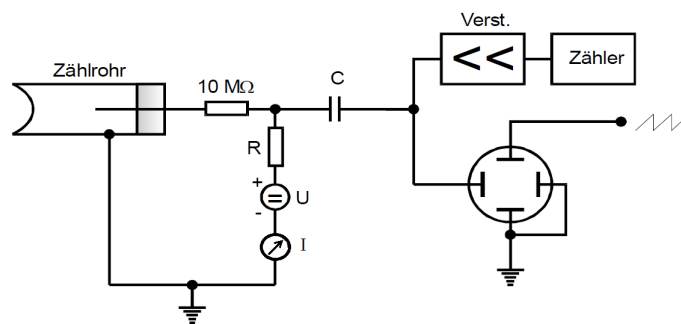 Verst.
Zählrohr
10 MΩ
C
<<
Zähler
R
+
=
U
-
I